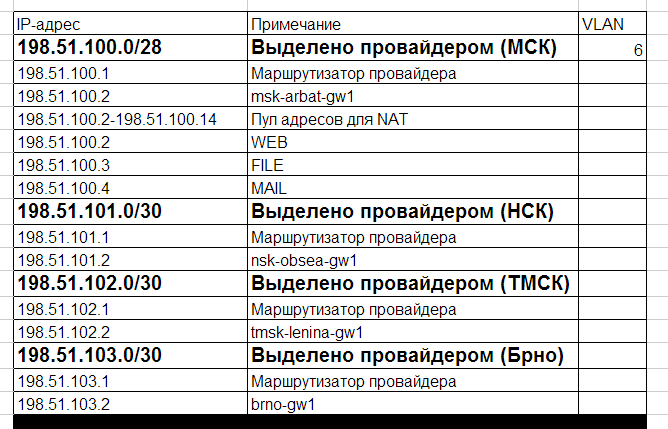 IP-адрес Примечание VLAN
198.51.100.0/28 Выделено провайдером (МСК) 6
198.51.100.1 Маршрутизатор провайдера
198.51.100.2 msk-arbat-gw1
198.51.100.2-198.51.100.14 Пул адресов для NAT
198.51.100.2 WEB
198.51.100.3 FILE
198.51.100.4 MAIL
198.51.101.0/30 Выделено провайдером (НСК)
198.51.101.1 Маршрутизатор провайдера
198.51.101.2 nsk-obsea-gw1
198.51.102.0/30 Выделено провайдером (ТМСК)
198.51.102.1 Маршрутизатор провайдера
198.51.102.2 tmsk-lenina-gw1
198.51.103.0/30 Выделено провайдером (Брно)
198.51.103.1 Маршрутизатор провайдера
198.51.103.2 brno-gw1